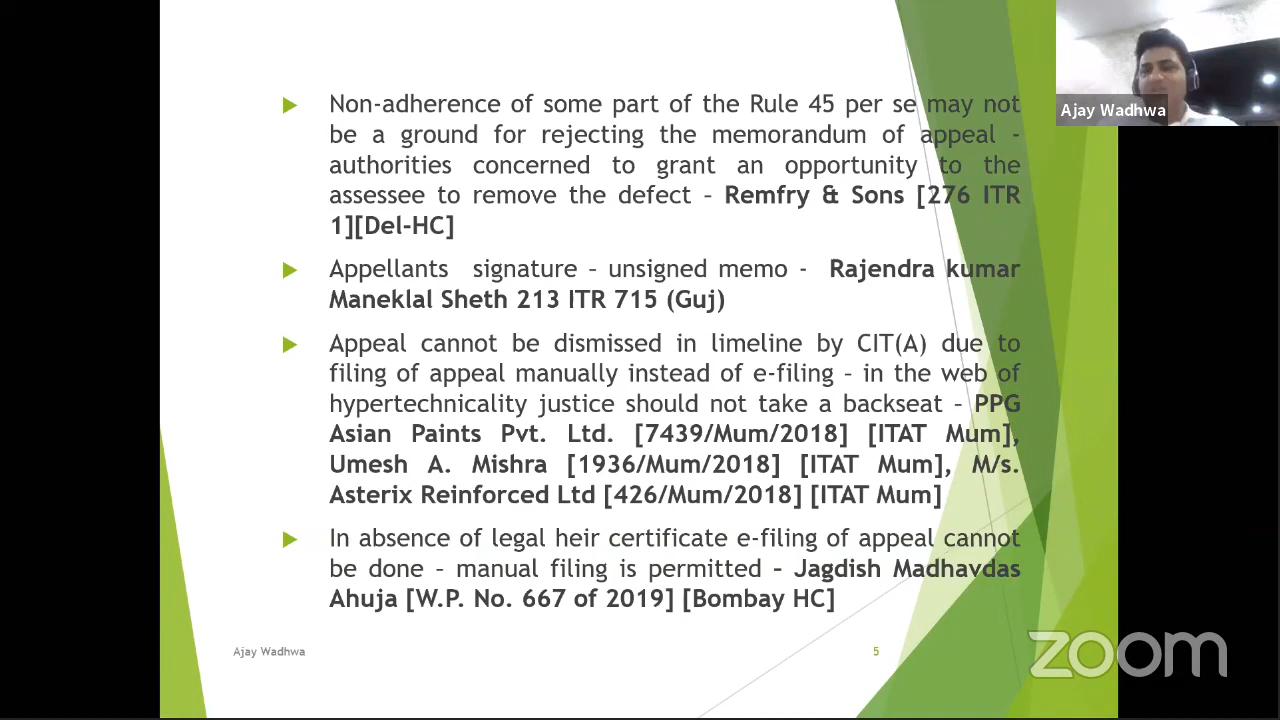 Non-adherence of some part of the Rule 45 per se may not
be a ground for rejecting the memorandum of appeal -
authorities concerned to grant an opportunity to the
assessee to remove the defect – Remfry & Sons [276 ITR
1][Del-HC]
Appellants signature – unsigned memo - Rajendra kumar
Maneklal Sheth 213 ITR 715 (Guj)
Appeal cannot be dismissed in limeline by CIT(A) due to
filing of appeal manually instead of e-filing – in the web of
hypertechnicality justice should not take a backseat – PPG
Asian Paints Pvt. Ltd. [7439/Mum/2018] [ITAT Mum],
Umesh A. Mishra [1936/Mum/2018] [ITAT Mum], M/s.
Asterix Reinforced Ltd [426/Mum/2018] [ITAT Mum]
In absence of legal heir certificate e-filing of appeal cannot
be done – manual filing is permitted – Jagdish Madhavdas
Ahuja [W.P. No. 667 of 2019] [Bombay HC]
Ajay Wadhwa
5
Ajay Wadhwa
zoom